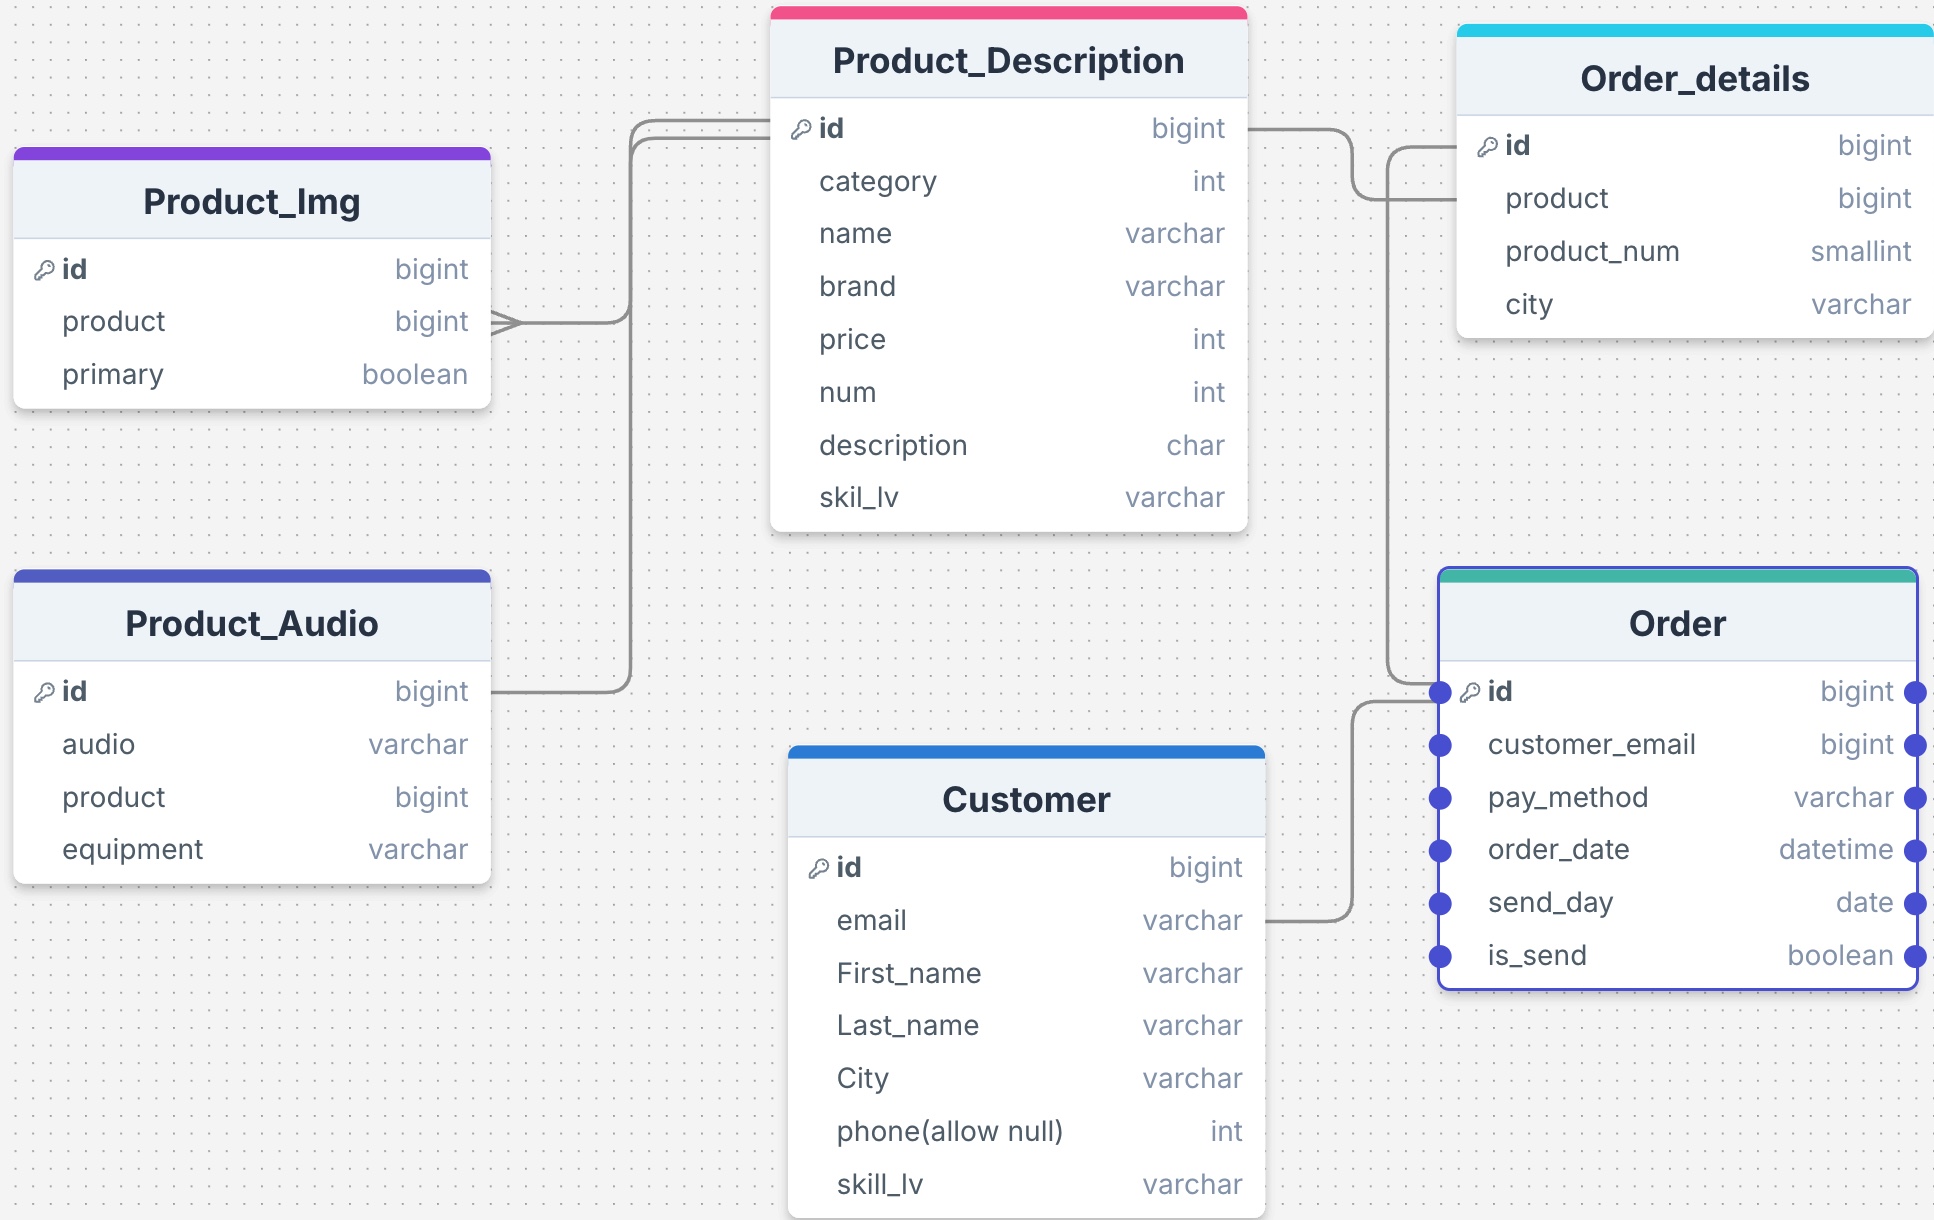 Product_Img
id bigint
product bigint
primary boolean
Product_Audio
id bigint
audio varchar
product bigint
equipment varchar
Product_Description
id bigint
category int
name varchar
brand varchar
price int
num int
description char
skil_lv varchar
Customer
id bigint
email varchar
First_name varchar
Last_name varchar
City varchar
phone(allow null) int
skill_lv varchar
Order_details
id bigint
product bigint
product_num smallint
city varchar
Order
id bigint
customer_email bigint
pay_method varchar
order_date datetime
send_day date
is_send boolean